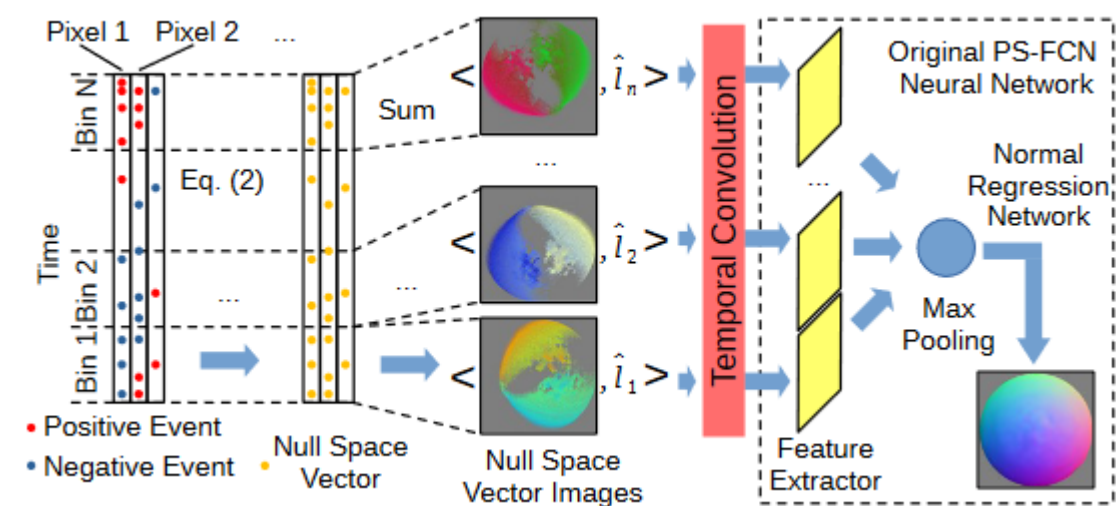 Pixel 1
Pixel 2
...
Time
Bin N
Bin 2
Bin 1
Eq. (2)
...
Sum
...
...
< , l̂ₙ >
< , l̂₂ >
< , l̂₁ >
Positive Event
Negative Event
Null Space
Vector
Null Space
Vector Images
Temporal Convolution
Original PS-FCN
Neural Network
...
Normal
Regression
Network
Max
Pooling
Feature
Extractor